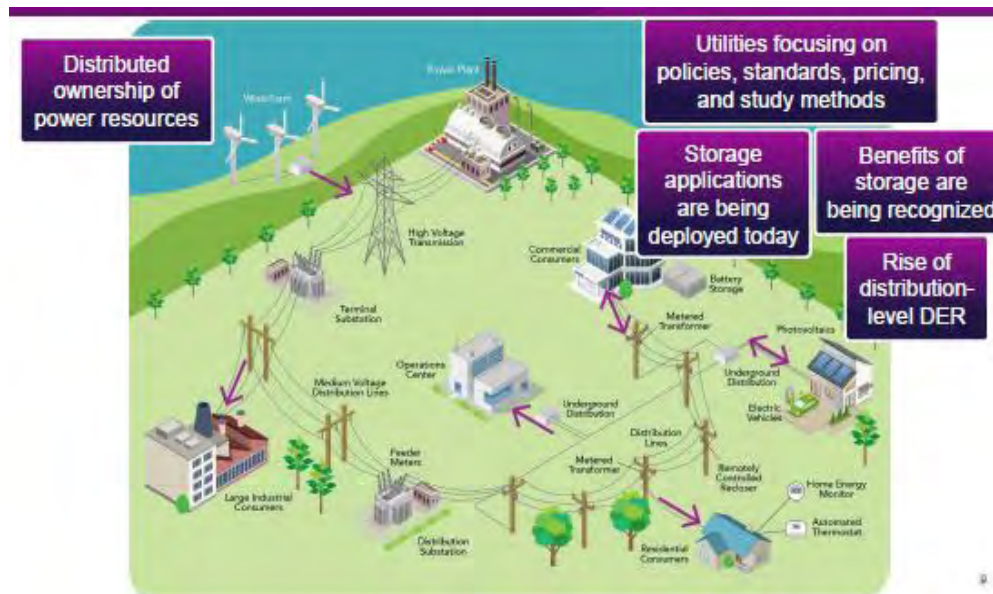 Distributed
ownership of
power resources
Utilities focusing on
policies, standards, pricing,
and study methods
Storage
applications
are being
deployed today
Benefits of
storage are
being recognized
Rise of
distribution-
level DER
Power Plant
Wind Farm
High Voltage
Transmission
Commercial
Consumers
Battery
Storage
Terminal
Substation
Metered
Transformer
Photovoltaics
Operations
Center
Underground
Distribution
Medium Voltage
Distribution Lines
Underground
Distribution
Electric
Vehicles
Distribution
Lines
Feeder
Meters
Metered
Transformer
Remotely
Controlled
Recloser
Home Energy
Monitor
Large Industrial
Consumers
Automated
Thermostat
Distribution
Substation
Residential
Consumers
9